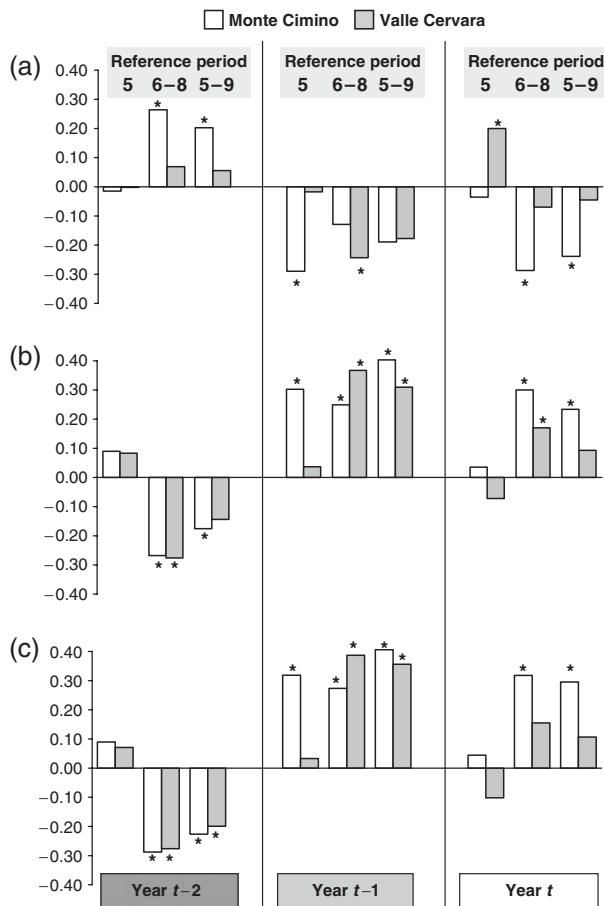 Monte Cimino Valle Cervara
(a)
Reference period Reference period Reference period
5 6–8 5–9 5 6–8 5–9 5 6–8 5–9
0.40
0.30
0.20
0.10
0.00
−0.10
−0.20
−0.30
−0.40
* * * * * * *
(b)
0.40
0.30
0.20
0.10
0.00
−0.10
−0.20
−0.30
−0.40
* * * * * * * * * * *
(c)
0.40
0.30
0.20
0.10
0.00
−0.10
−0.20
−0.30
−0.40
* * * * * * * * * * *
Year t−2 Year t−1 Year t